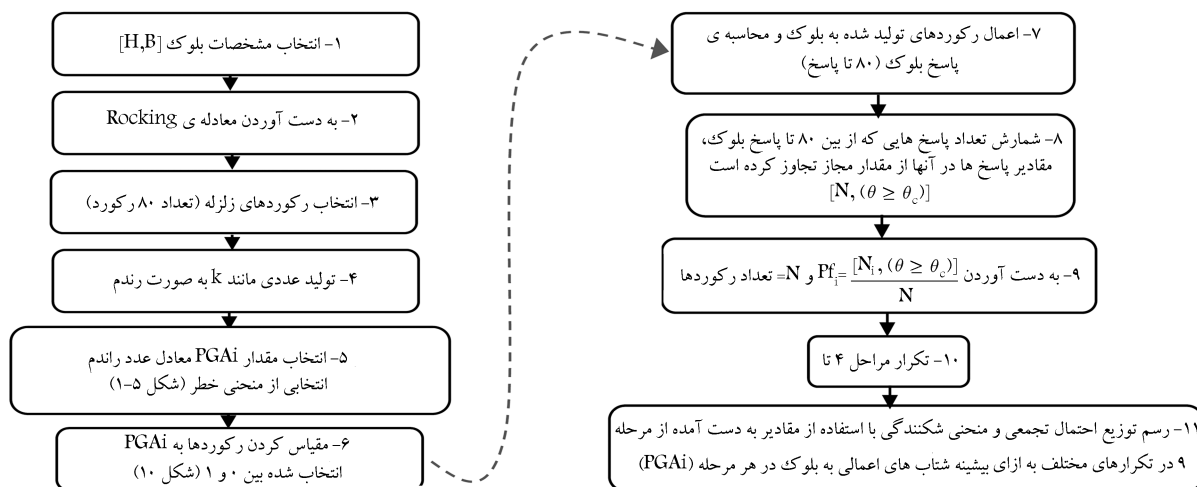 ۱- انتخاب مشخصات بلوک [H,B]
۲- به دست آوردن معادله ی Rocking
۳- انتخاب رکوردهای زلزله (تعداد ۸۰ رکورد)
۴- تولید عددی مانند k به صورت رندم
۵- انتخاب مقدار PGAi معادل عدد راندم
انتخابی از منحنی خطر (شکل ۵-۱)
۶- مقیاس کردن رکوردها به PGAi
انتخاب شده بین ۰ و ۱ (شکل ۱۰)
۷- اعمال رکوردهای تولید شده به بلوک و محاسبه ی
پاسخ بلوک (۸۰ تا پاسخ)
۸- شمارش تعداد پاسخ هایی که از بین ۸۰ تا پاسخ بلوک،
مقادیر پاسخ ها در آنها از مقدار مجاز تجاوز کرده است
[N, (θ ≥ θc)]
۹- به دست آوردن Pfi= [Ni, (θ ≥ θc)] / N و N= تعداد رکوردها
۱۰- تکرار مراحل ۴ تا
۱۱- رسم توزیع احتمال تجمعی و منحنی شکنندگی با استفاده از مقادیر به دست آمده از مرحله
۹ در تکرارهای مختلف به ازای بیشینه شتاب های اعمالی به بلوک در هر مرحله (PGAi)